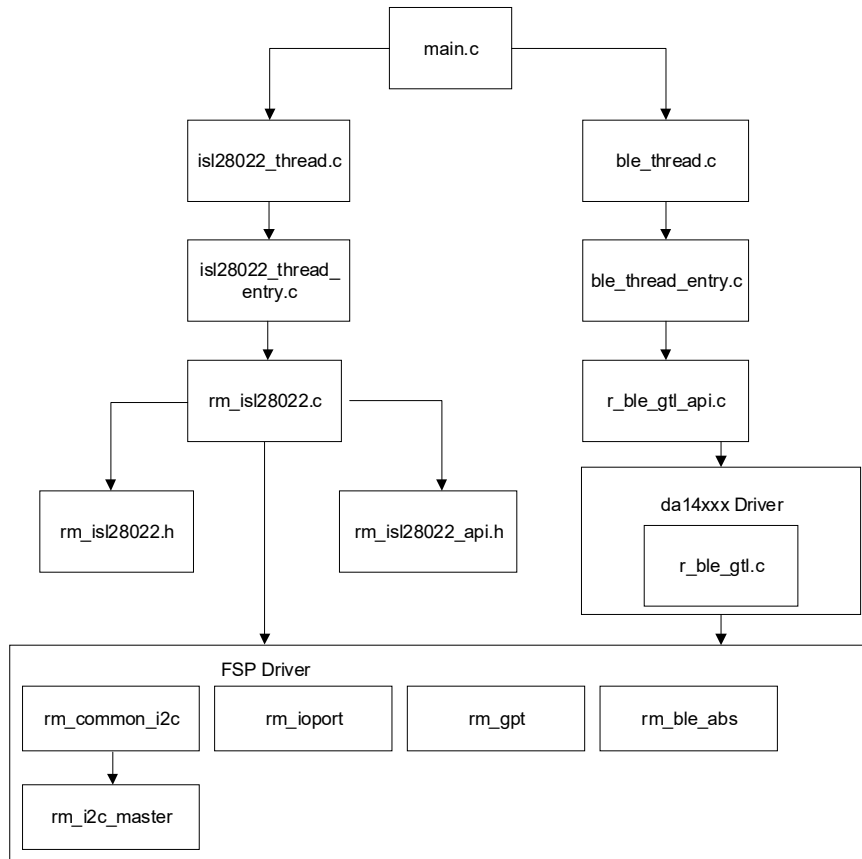 main.c
isl28022_thread.c
ble_thread.c
isl28022_thread_
entry.c
ble_thread_entry.c
rm_isl28022.c
r_ble_gtl_api.c
rm_isl28022.h
rm_isl28022_api.h
da14xxx Driver
r_ble_gtl.c
FSP Driver
rm_common_i2c
rm_ioport
rm_gpt
rm_ble_abs
rm_i2c_master